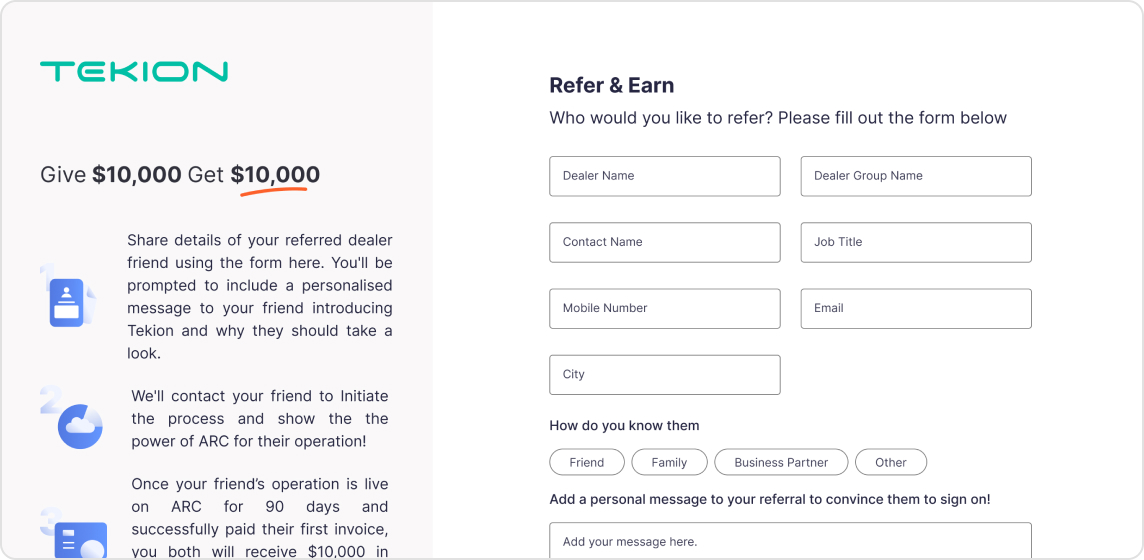 TEKION
Give $10,000 Get $10,000
1
Share details of your referred dealer
friend using the form here. You'll be
prompted to include a personalised
message to your friend introducing
Tekion and why they should take a
look.
2
We'll contact your friend to Initiate
the process and show the the
power of ARC for their operation!
3
Once your friend’s operation is live
on ARC for 90 days and
successfully paid their first invoice,
you both will receive $10,000 in
Refer & Earn
Who would you like to refer? Please fill out the form below
Dealer Name
Dealer Group Name
Contact Name
Job Title
Mobile Number
Email
City
How do you know them
Friend
Family
Business Partner
Other
Add a personal message to your referral to convince them to sign on!
Add your message here.